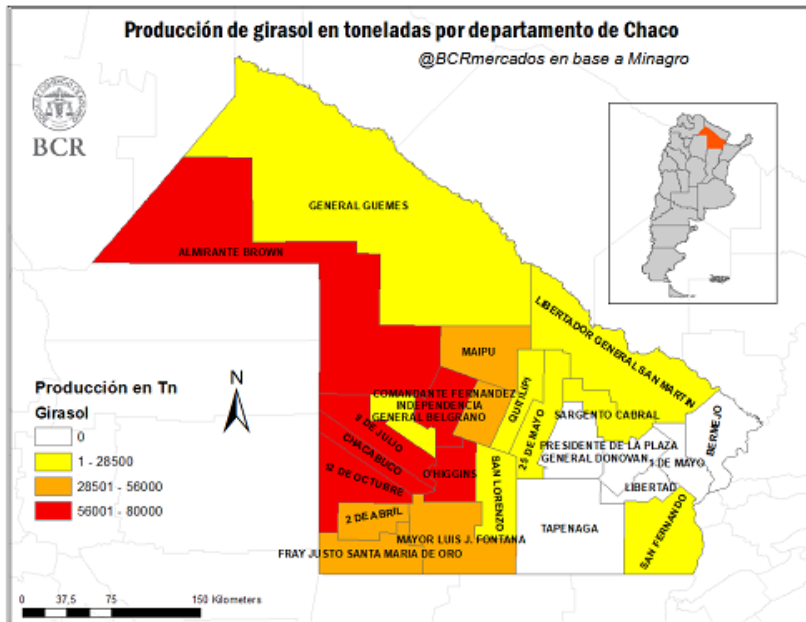 Producción de girasol en toneladas por departamento de Chaco
@BCRmercados en base a Minagro
BCR
GENERAL GUEMES
ALMIRANTE BROWN
LIBERTADOR GENERAL SAN MARTIN
MAIPU
QUITILIPI
COMANDANTE FERNANDEZ
INDEPENDENCIA
GENERAL BELGRANO
25 DE MAYO
SARGENTO CABRAL
BERMEJO
9 DE JULIO
CHACABUCO
12 DE OCTUBRE
O'HIGGINS
SAN LORENZO
PRESIDENTE DE LA PLAZA
GENERAL DONOVAN
1 DE MAYO
LIBERTAD
2 DE ABRIL
MAYOR LUIS J. FONTANA
TAPENAGA
SAN FERNANDO
FRAY JUSTO SANTA MARIA DE ORO
N
Producción en Tn
Girasol
0
1 - 28500
28501 - 56000
56001 - 80000
0 37,5 75 150 Kilometers